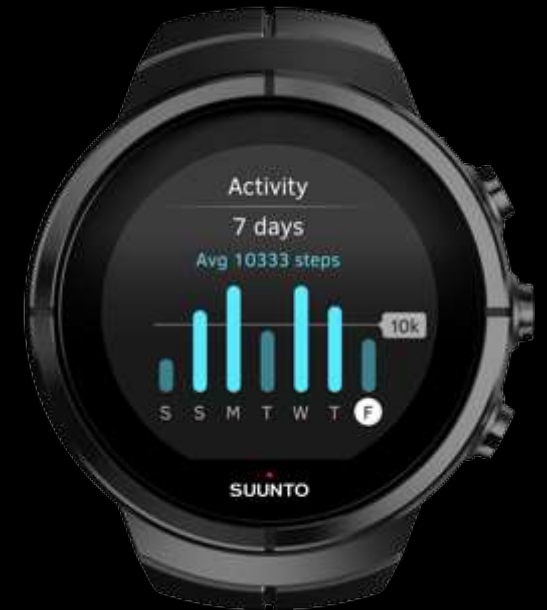 Activity
7 days
Avg 10333 steps
10k
S S M T W T F
SUUNTO